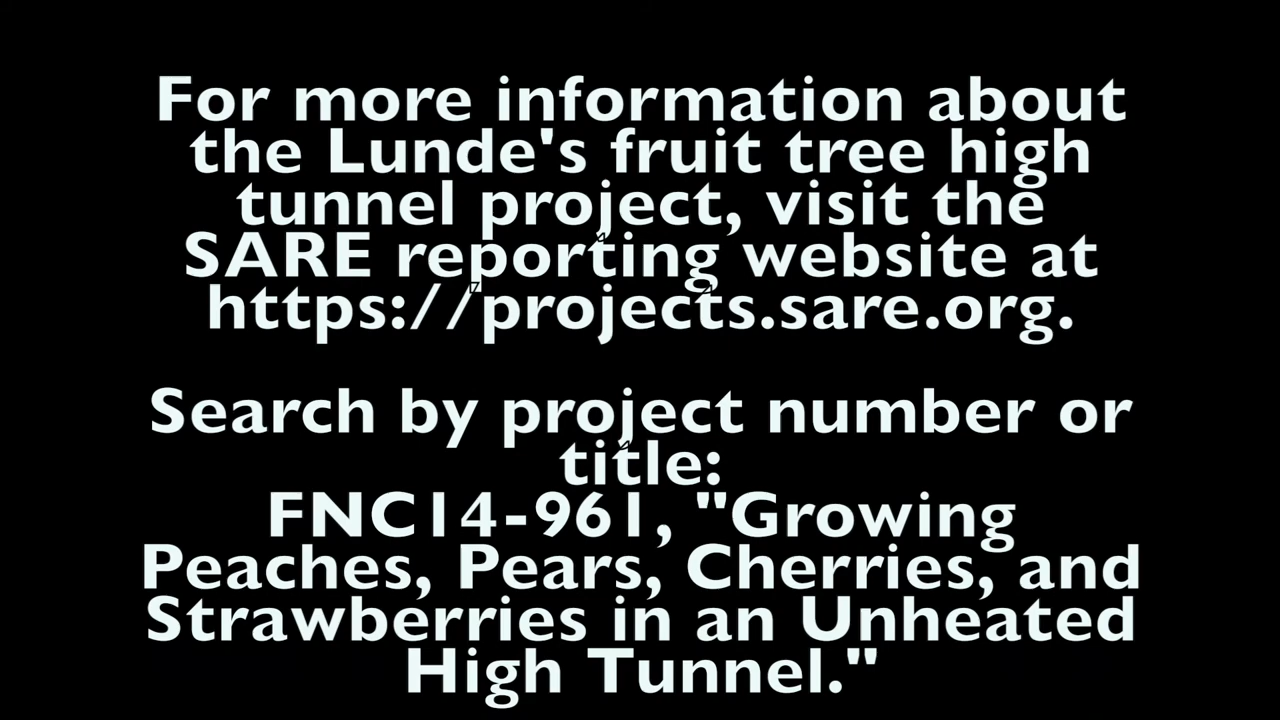 For more information about
the Lunde's fruit tree high
tunnel project, visit the
SARE reporting website at
https://projects.sare.org.
Search by project number or
title:
FNC14-961, "Growing
Peaches, Pears, Cherries, and
Strawberries in an Unheated
High Tunnel."